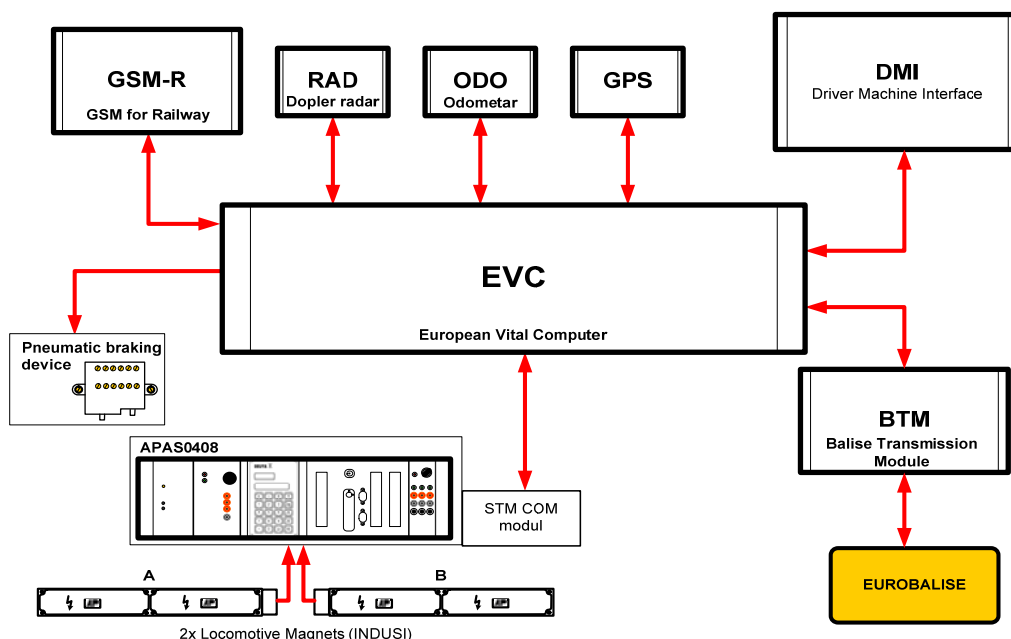 GSM-R
GSM for Railway
RAD
Dopler radar
ODO
Odometar
GPS
DMI
Driver Machine Interface
EVC
European Vital Computer
Pneumatic braking
device
BTM
Balise Transmission
Module
APAS0408
STM COM
modul
EUROBALISE
A
B
2x Locomotive Magnets (INDUSI)